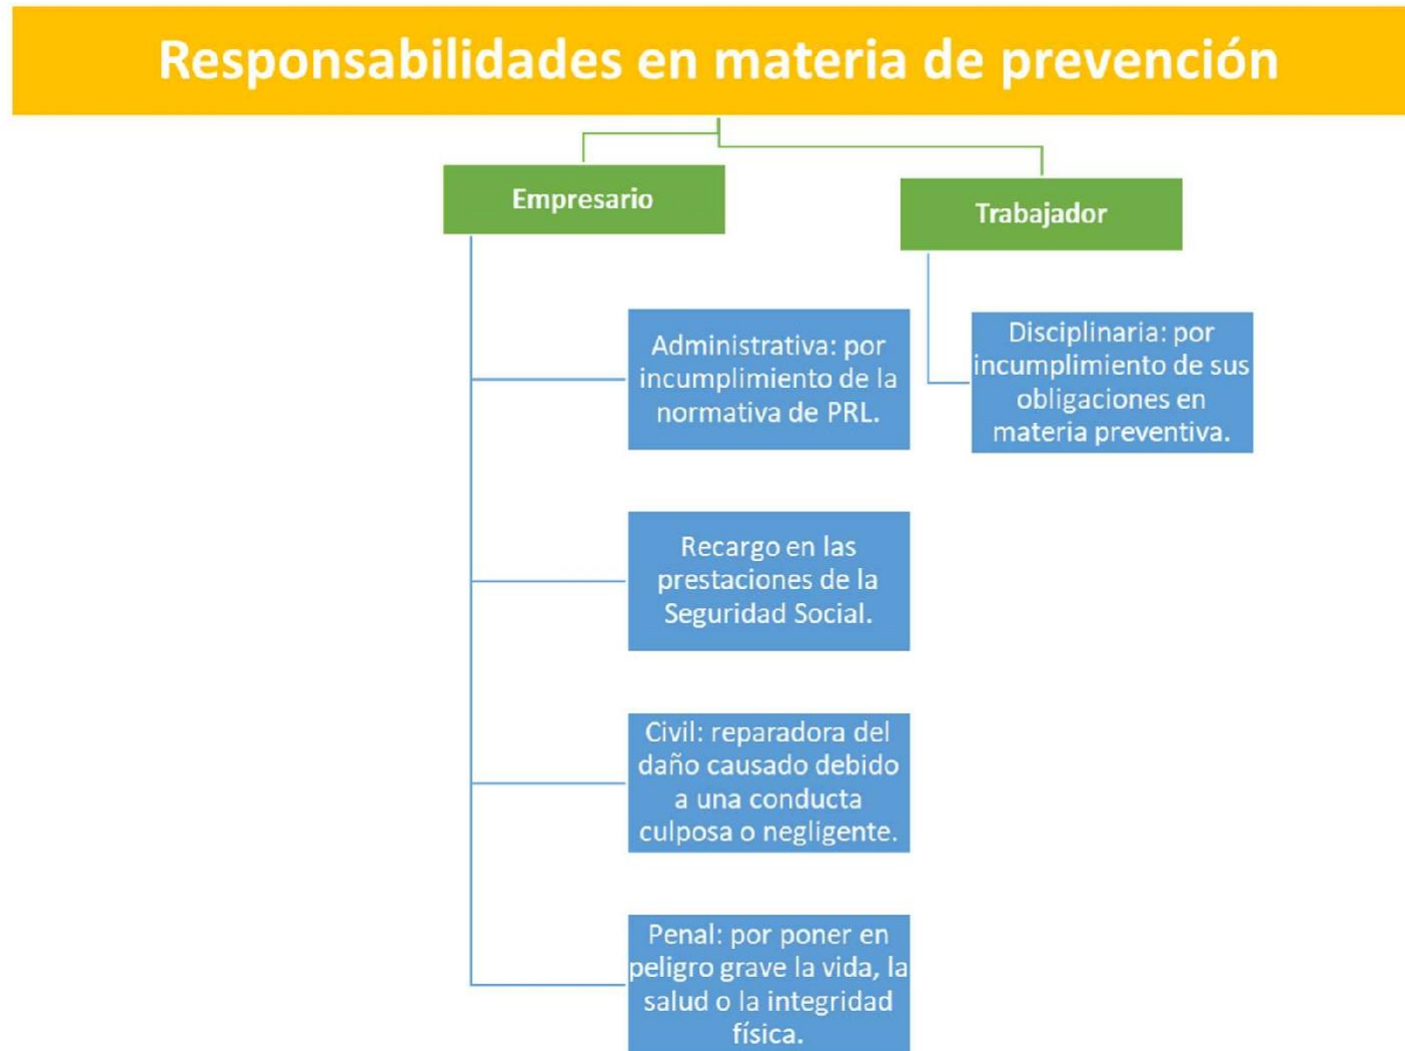 Responsabilidades en materia de prevención
Empresario
Administrativa: por
incumplimiento de la
normativa de PRL.
Recargo en las
prestaciones de la
Seguridad Social.
Civil: reparadora del
daño causado debido
a una conducta
culposa o negligente.
Penal: por poner en
peligro grave la vida, la
salud o la integridad
física.
Trabajador
Disciplinaria: por
incumplimiento de sus
obligaciones en
materia preventiva.